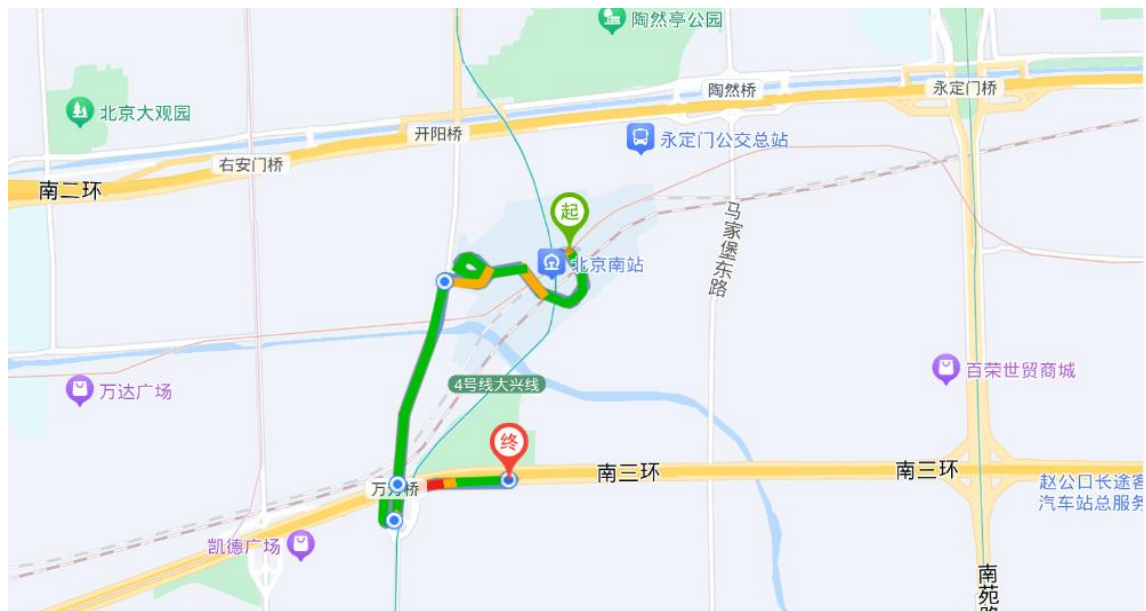 陶然亭公园
陶然桥
永定门桥
北京大观园
开阳桥
永定门公交总站
右安门桥
南二环
起
马家堡东路
北京南站
4号线大兴线
万达广场
百荣世贸商城
终
南三环
南三环
万芳桥
赵公口长途客
汽车站总服务
凯德广场
南苑